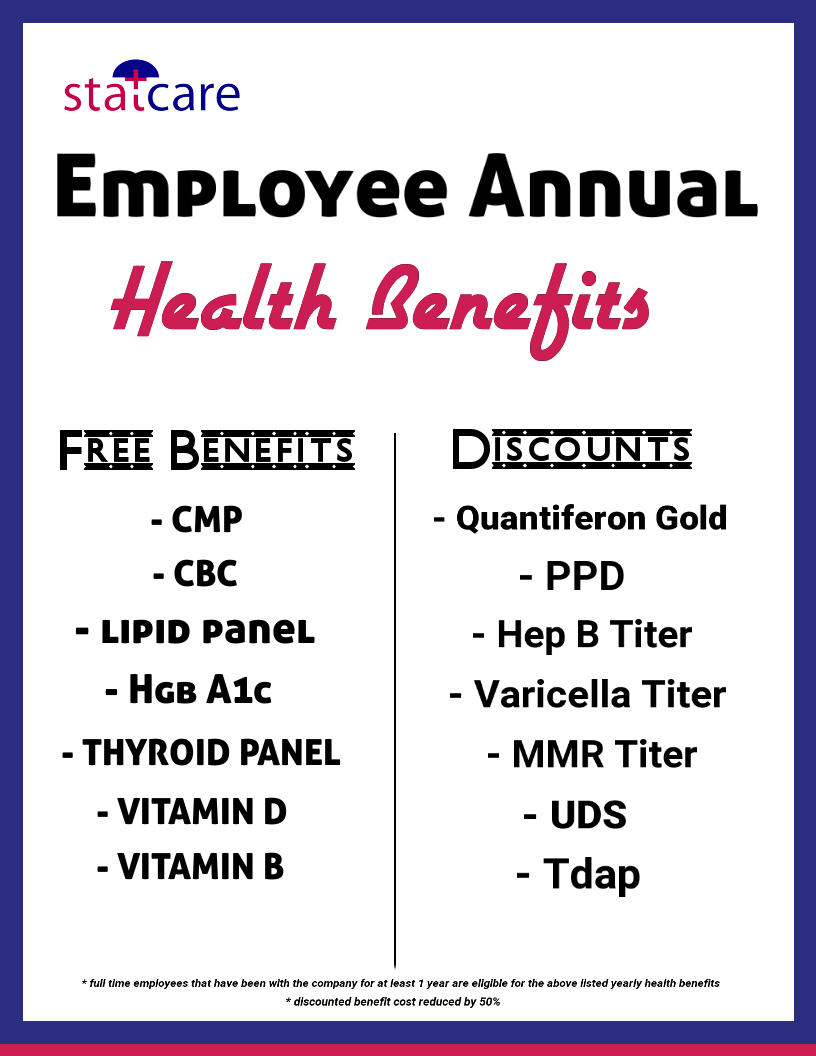 statcare
Employee Annual
Health Benefits
Free Benefits
- CMP
- CBC
- Lipid Panel
- Hgb A1c
- THYROID PANEL
- VITAMIN D
- VITAMIN B
Discounts
- Quantiferon Gold
- PPD
- Hep B Titer
- Varicella Titer
- MMR Titer
- UDS
- Tdap
* full time employees that have been with the company for at least 1 year are eligible for the above listed yearly health benefits
* discounted benefit cost reduced by 50%